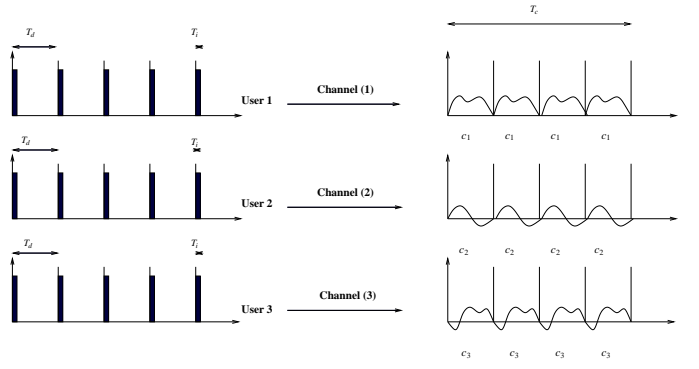 T_d T_i T_c
User 1 Channel (1)
c_1 c_1 c_1 c_1
T_d T_i
User 2 Channel (2)
c_2 c_2 c_2 c_2
T_d T_i
User 3 Channel (3)
c_3 c_3 c_3 c_3